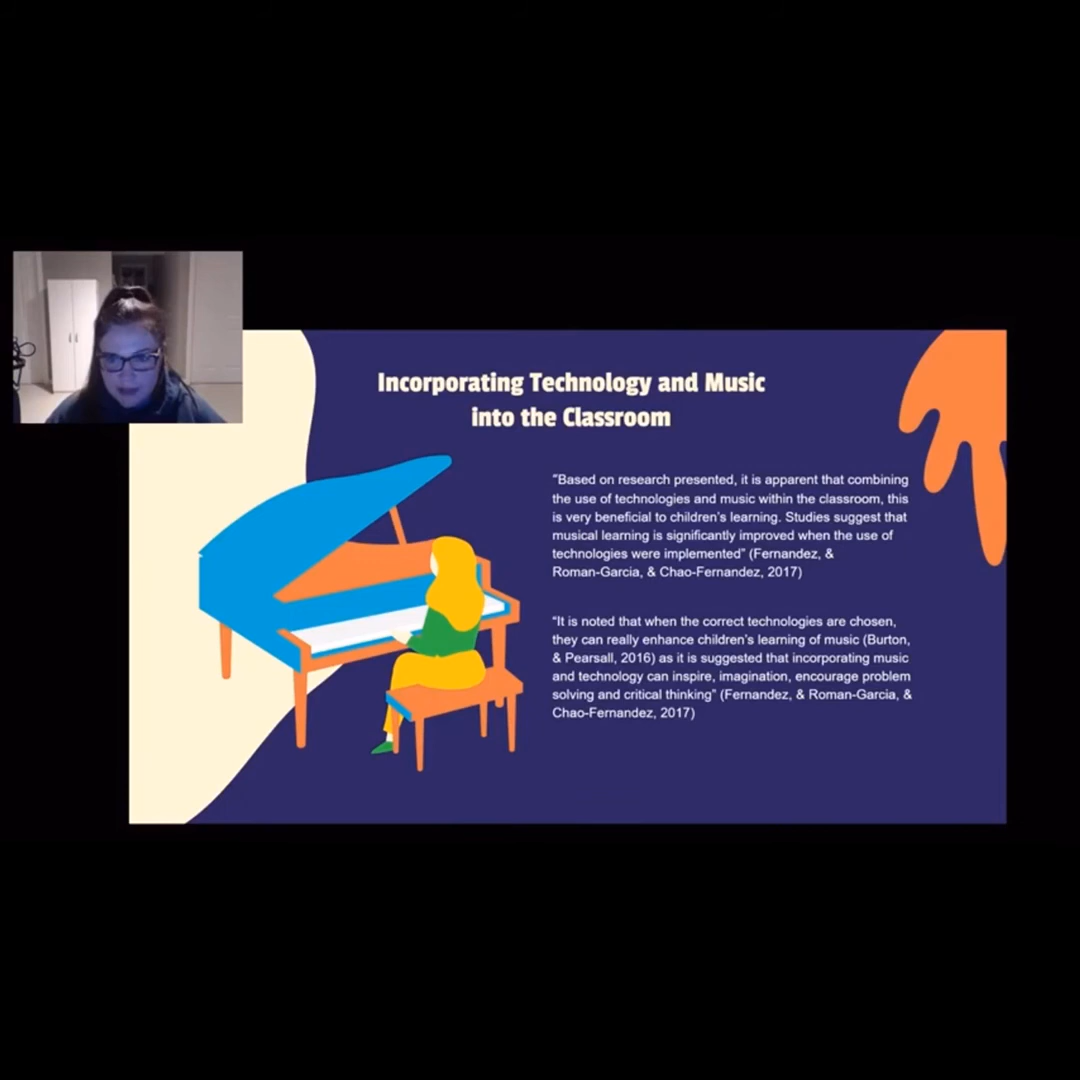 Incorporating Technology and Music
into the Classroom
"Based on research presented, it is apparent that combining
the use of technologies and music within the classroom, this
is very beneficial to children's learning. Studies suggest that
musical learning is significantly improved when the use of
technologies were implemented" (Fernandez, &
Roman-Garcia, & Chao-Fernandez, 2017)
"It is noted that when the correct technologies are chosen,
they can really enhance children's learning of music (Burton,
& Pearsall, 2016) as it is suggested that incorporating music
and technology can inspire, imagination, encourage problem
solving and critical thinking" (Fernandez, & Roman-Garcia, &
Chao-Fernandez, 2017)